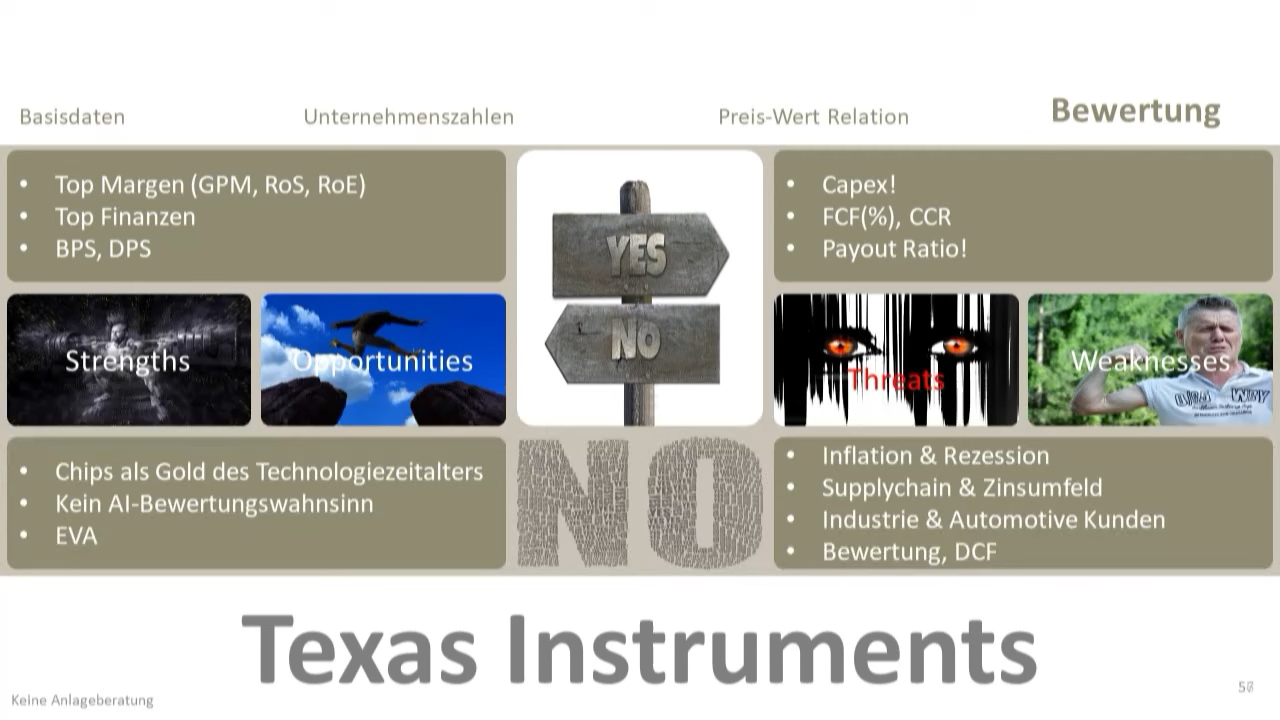 Basisdaten
Unternehmenszahlen
Preis-Wert Relation
Bewertung
• Top Margen (GPM, RoS, RoE)
• Top Finanzen
• BPS, DPS
YES
NO
• Capex!
• FCF(%), CCR
• Payout Ratio!
Strengths
Opportunities
Threats
Weaknesses
• Chips als Gold des Technologiezeitalters
• Kein AI-Bewertungswahnsinn
• EVA
NO
• Inflation & Rezession
• Supplychain & Zinsumfeld
• Industrie & Automotive Kunden
• Bewertung, DCF
Texas Instruments
Keine Anlageberatung